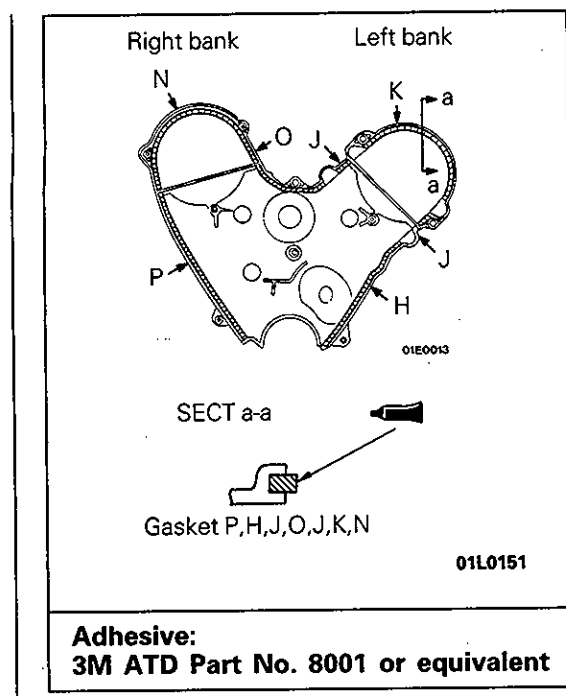 Right bank Left bank
N
K
a
O
J
a
J
P
H
01E0013
SECT a-a
Gasket P,H,J,O,J,K,N
01L0151
Adhesive:
3M ATD Part No. 8001 or equivalent